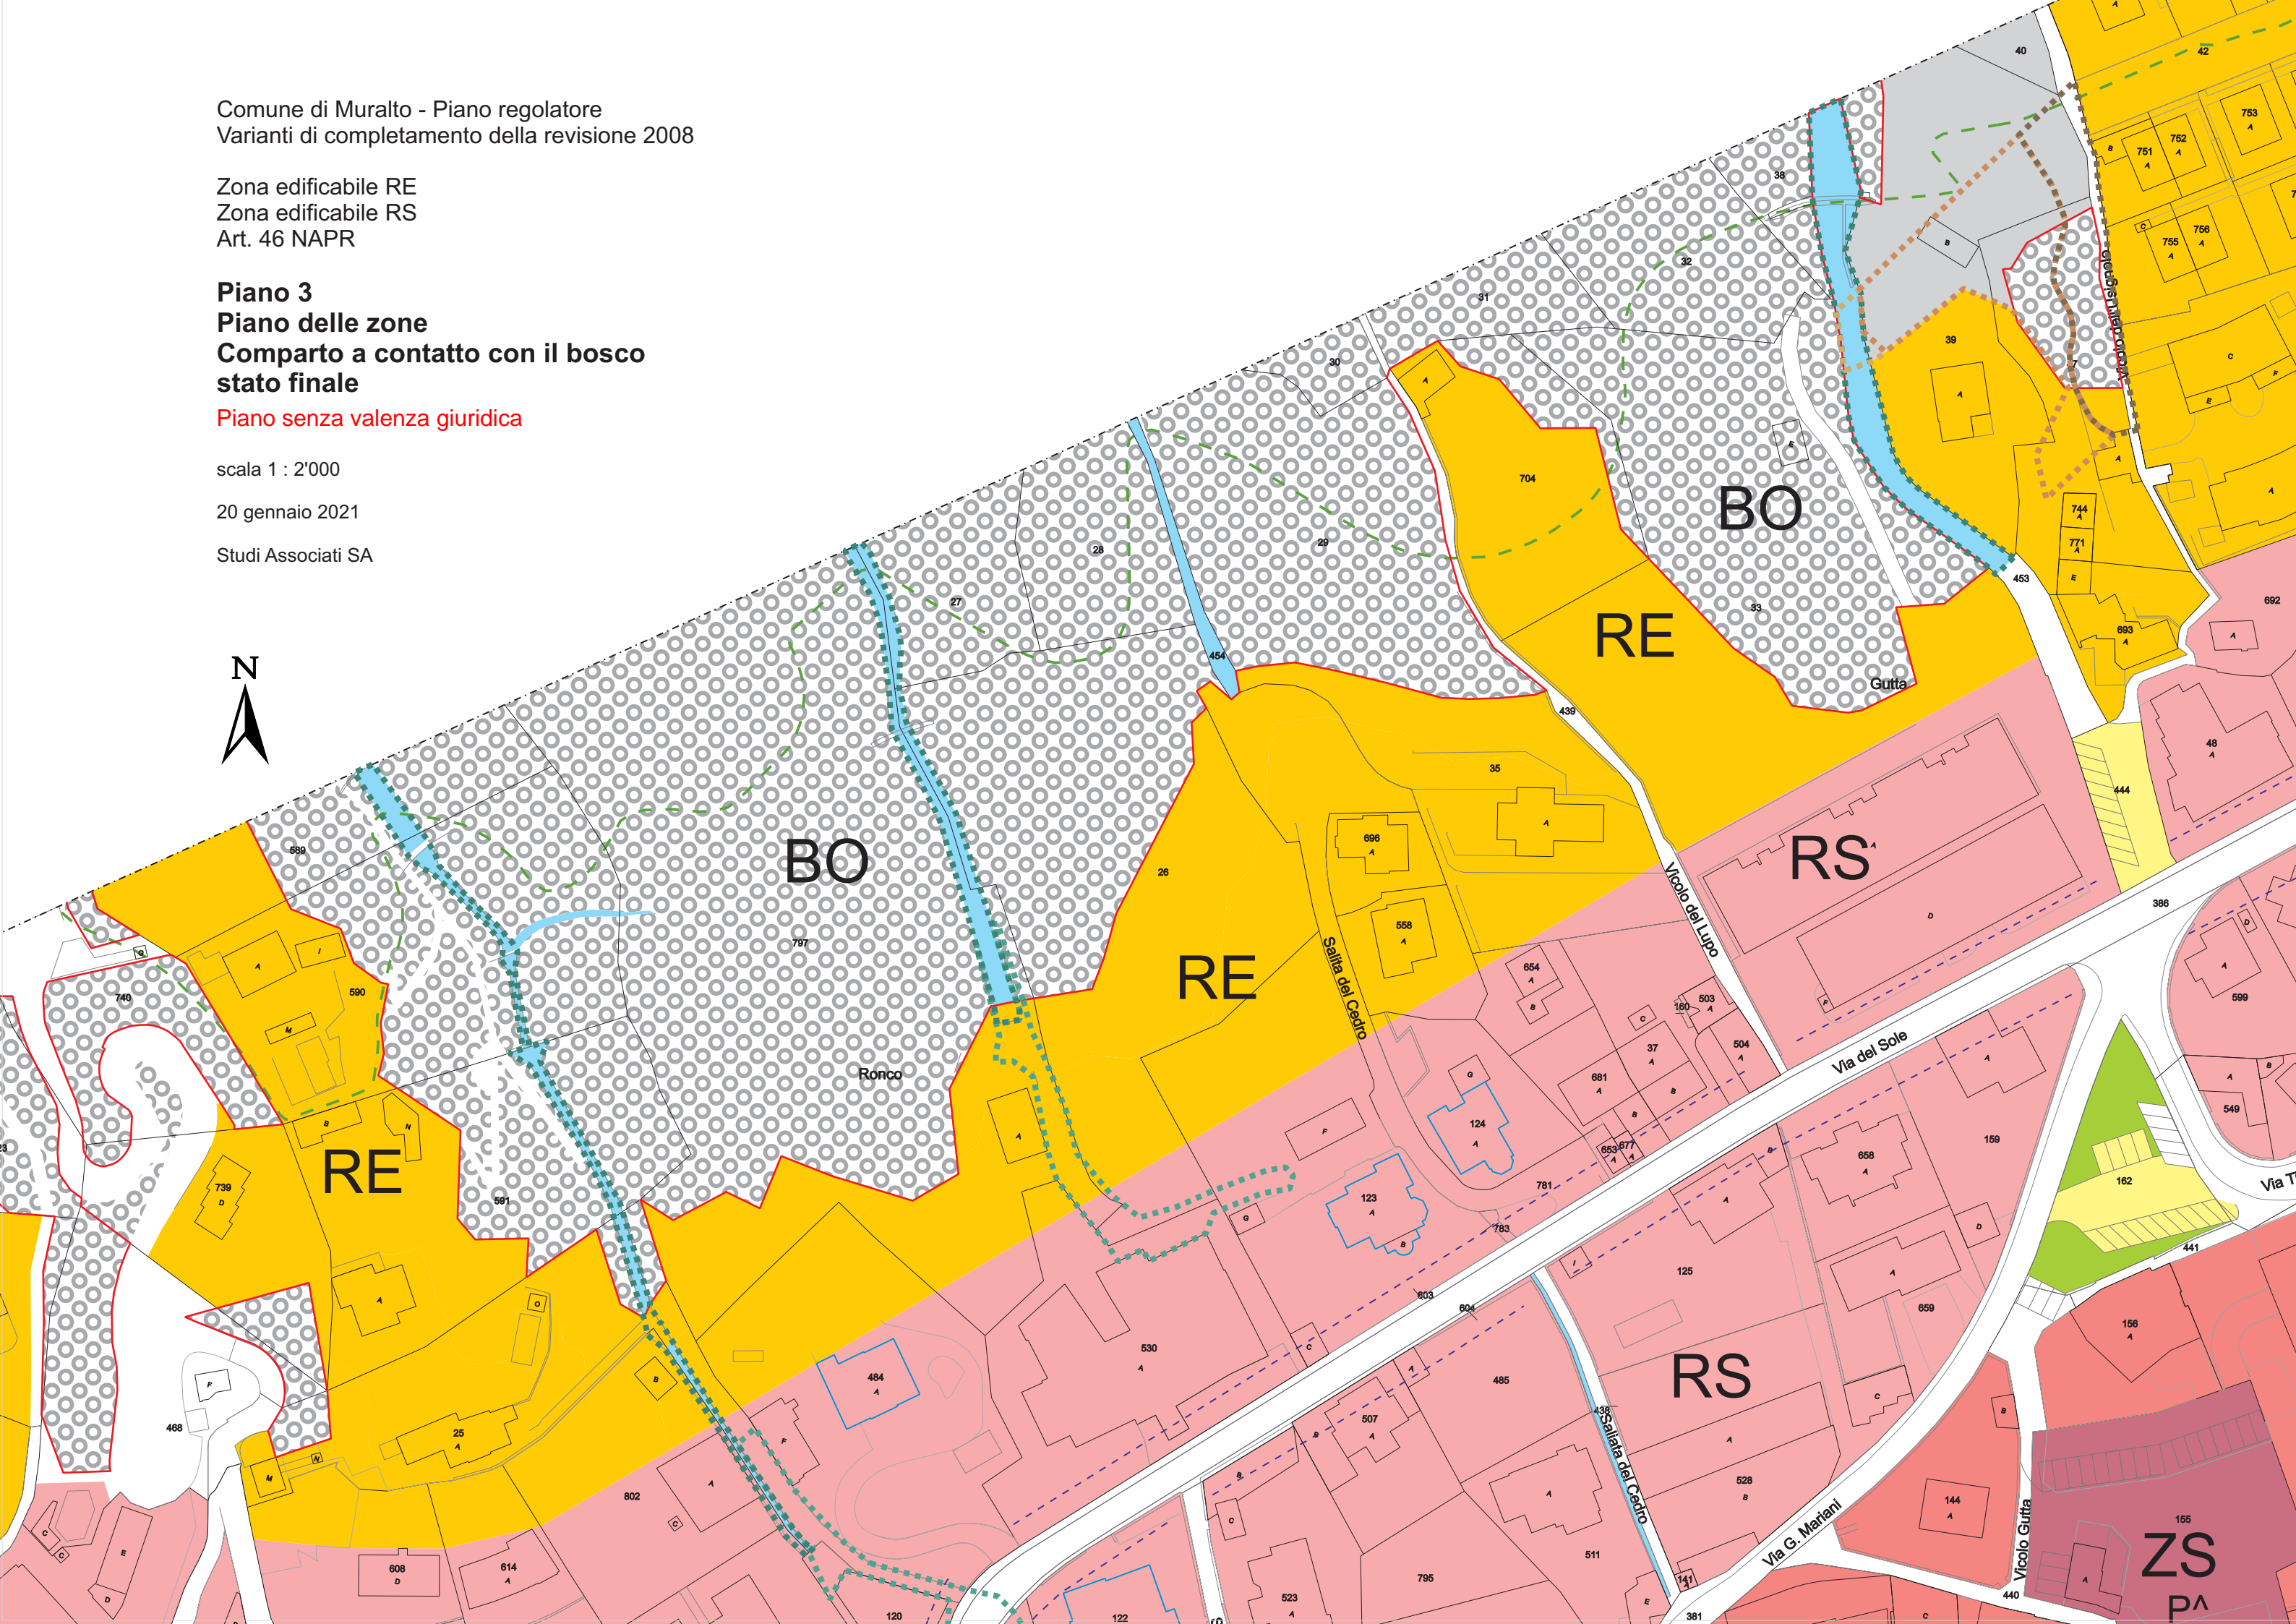 Comune di Muralto - Piano regolatore
Varianti di completamento della revisione 2008
Zona edificabile RE
Zona edificabile RS
Art. 46 NAPR
Piano 3
Piano delle zone
Comparto a contatto con il bosco
stato finale
Piano senza valenza giuridica
scala 1 : 2'000
20 gennaio 2021
Studi Associati SA
N
40
42
753
A
752
A
751
A
B
38
32
31
30
B
C
755
A
756
A
C
F
E
39
A
A
704
E
BO
A
744
A
771
A
E
453
693
A
692
A
28
29
27
33
454
RE
Gutta
439
48
A
35
A
444
696
A
RS
A
589
BO
26
Vicolo del Lupo
D
386
558
A
797
Salita del Cedro
RE
654
A
B
503
A
160
F
D
A
599
740
A
I
590
M
C
37
504
A
Via del Sole
A
Ronco
G
681
A
B
B
A
B
549
B
N
A
F
124
A
653
A
677
A
B
658
A
159
RE
739
D
591
123
A
B
G
781
783
A
D
162
Via T
441
A
O
I
125
A
603
604
659
156
A
F
468
B
484
A
530
A
C
A
485
RS
C
B
25
A
M
N
507
A
B
438
Saliata del Cedro
A
528
B
F
802
A
C
B
C
A
144
A
155
ZS
P^
A
Via G. Mariani
Vicolo Gutta
C
C
E
D
608
D
614
A
511
523
A
795
141
A
E
440
120
122
381
C